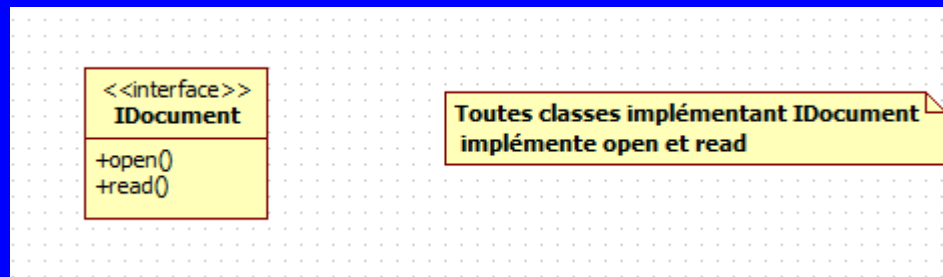 <<interface>>
IDocument
+open()
+read()
Toutes classes implémentant IDocument
implémente open et read